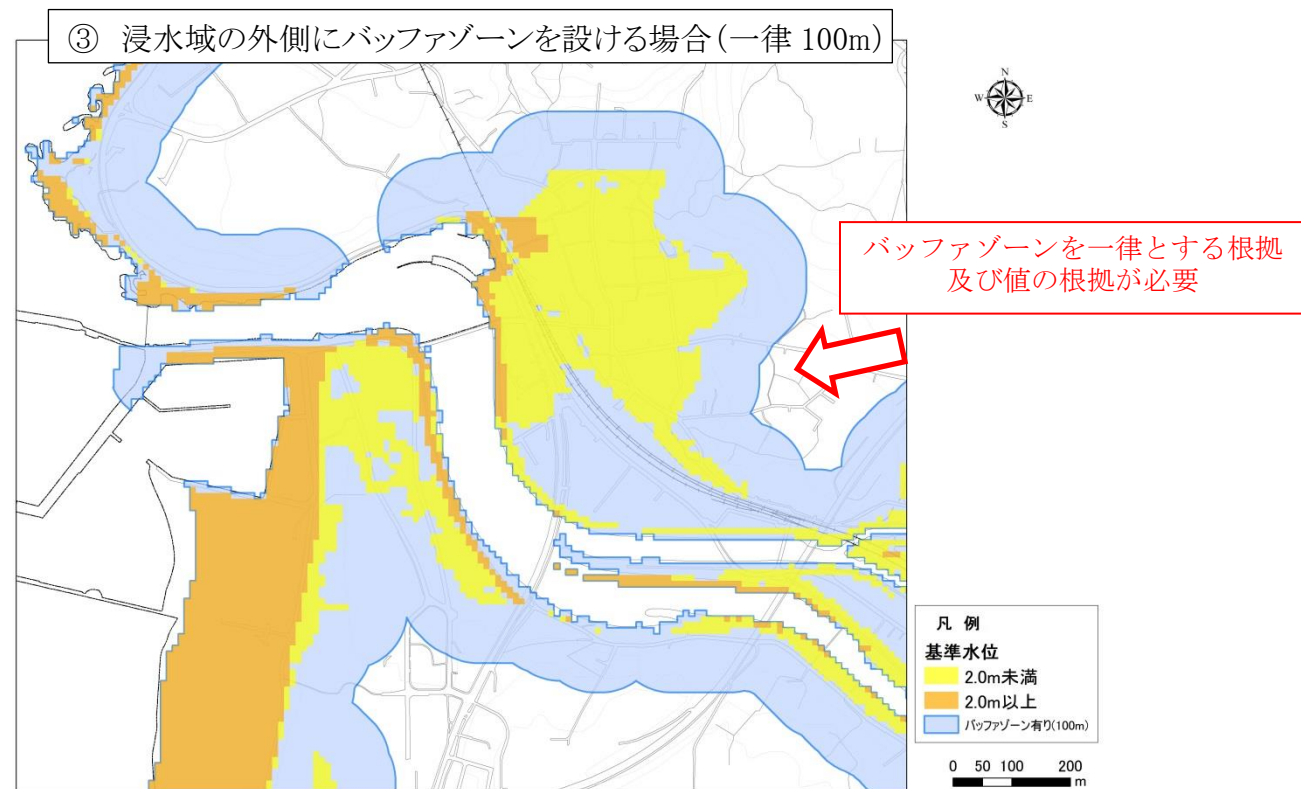 ③ 浸水域の外側にバッファゾーンを設ける場合(一律 100m)
N
W E
S
バッファゾーンを一律とする根拠
及び値の根拠が必要
凡 例
基準水位
2.0m未満
2.0m以上
バッファゾーン有り(100m)
0 50 100 200
m